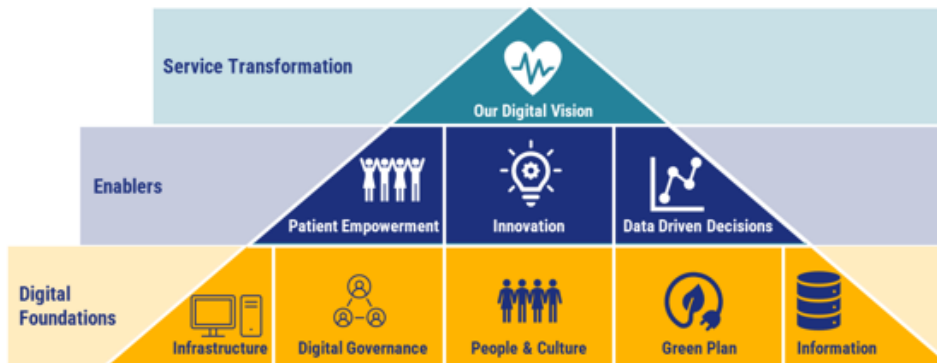 Service Transformation
Our Digital Vision
Enablers
Patient Empowerment
Innovation
Data Driven Decisions
Digital
Foundations
Infrastructure
Digital Governance
People & Culture
Green Plan
Information